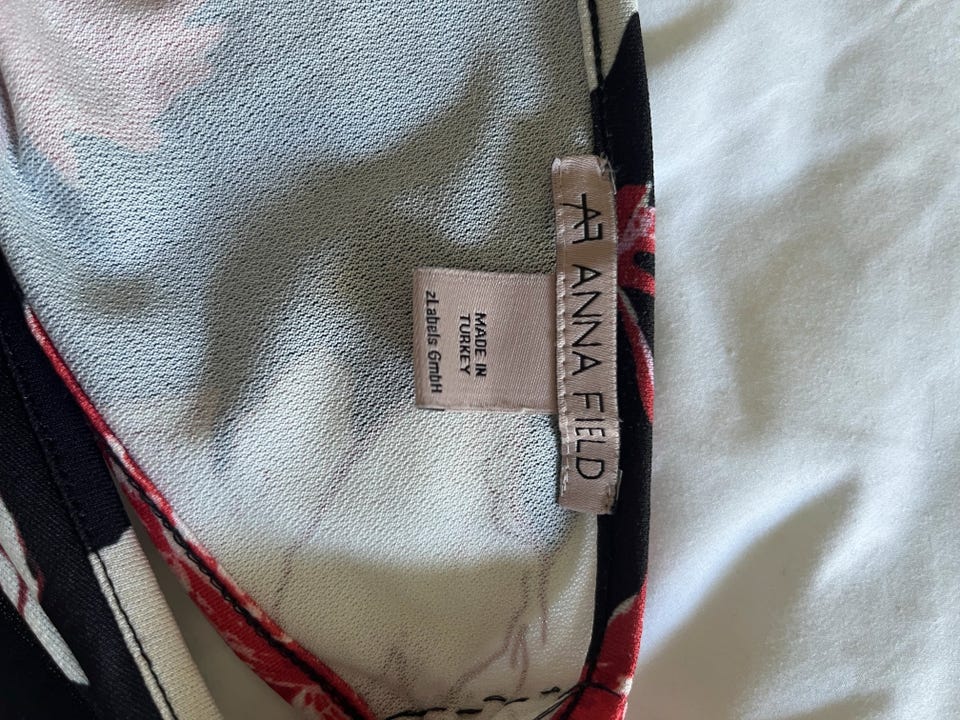 AF ANNA FIELD
MADE IN
TURKEY
zLabels GmbH